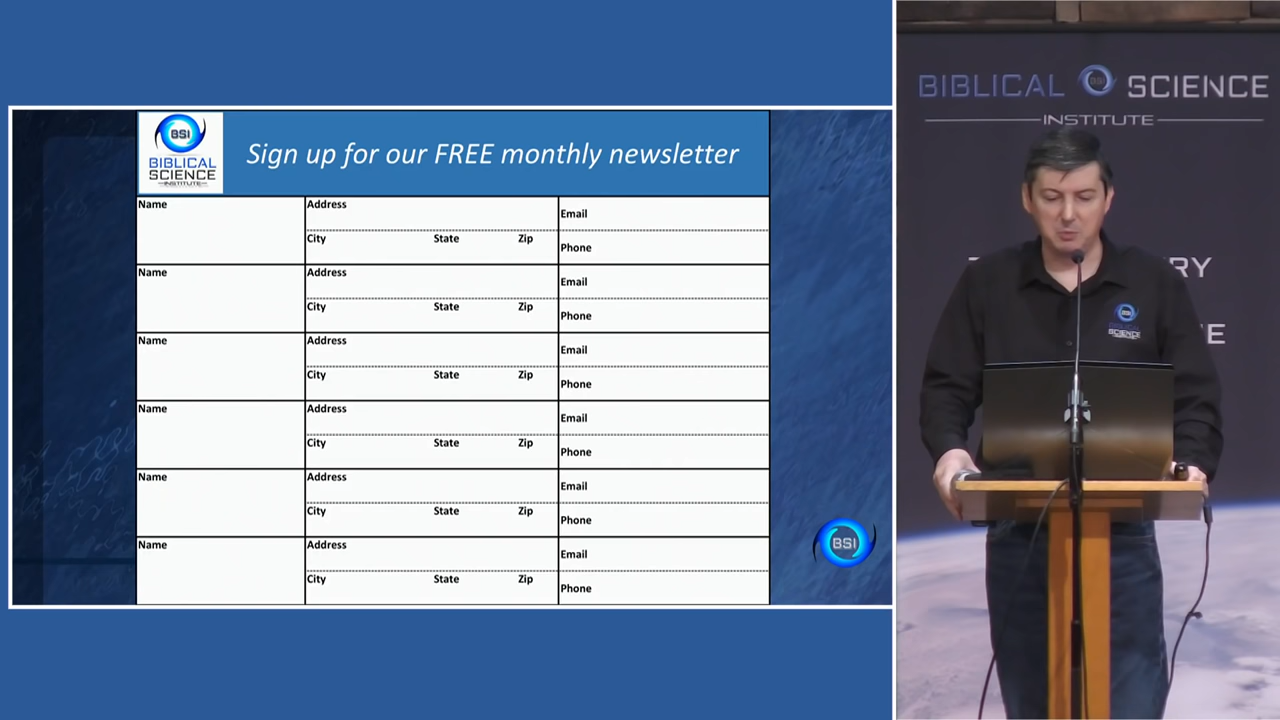 BSI
BIBLICAL
SCIENCE
INSTITUTE
Sign up for our FREE monthly newsletter
Name Address Email
City State Zip Phone
Name Address Email
City State Zip Phone
Name Address Email
City State Zip Phone
Name Address Email
City State Zip Phone
Name Address Email
City State Zip Phone
Name Address Email
City State Zip Phone
BSI
BIBLICAL BSI SCIENCE
INSTITUTE
BIBLICAL
SCIENCE